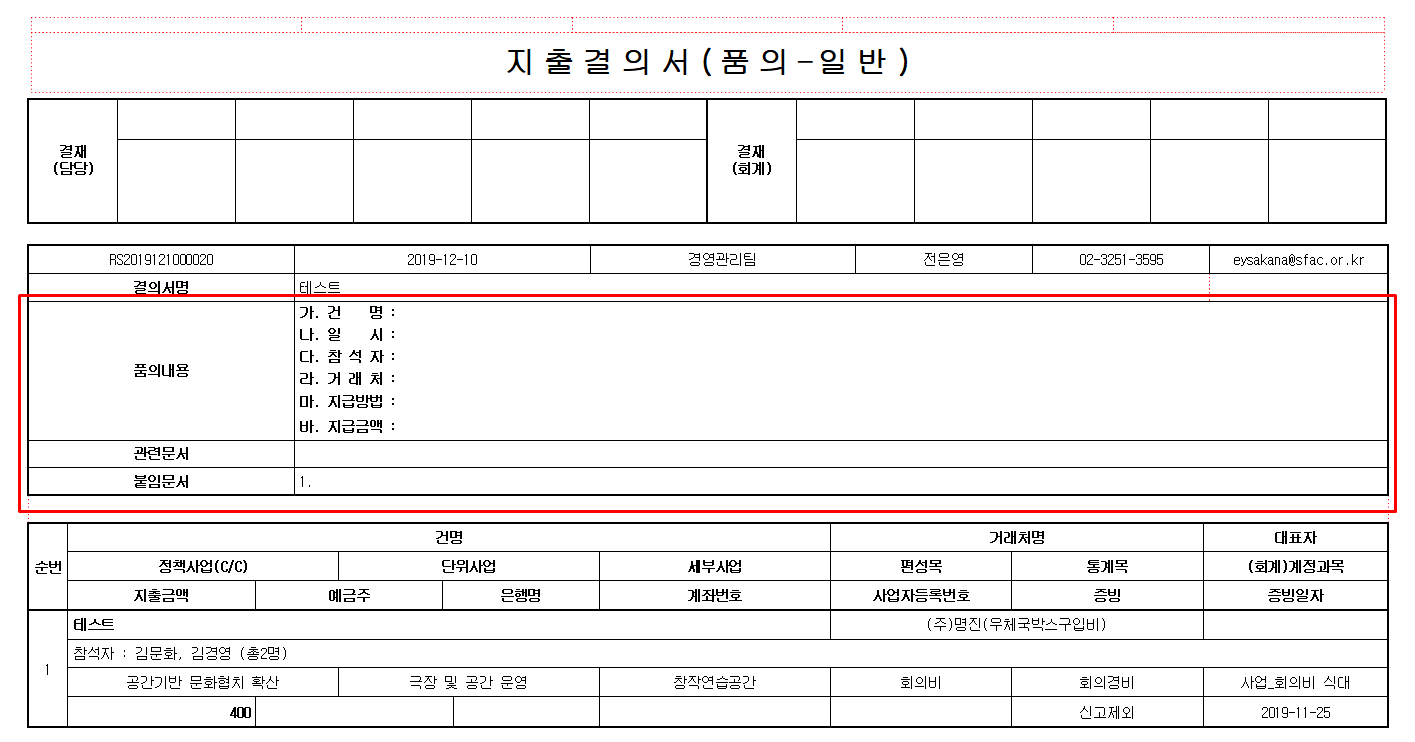 지출결의서(품의-일반)
결재
(담당)
결재
(회계)
RS2019121000020 2019-12-10 경영관리팀 전은영 02-3251-3595 eysakana@sfac.or.kr
결의서명 테스트
품의내용
가. 건 명 :
나. 일 시 :
다. 참 석 자 :
라. 거 래 처 :
마. 지급방법 :
바. 지급금액 :
관련문서
붙임문서 1.
순번 건명 거래처명 대표자
정책사업(C/C) 단위사업 세부사업 편성목 통계목 (회계)계정과목
지출금액 예금주 은행명 계좌번호 사업자등록번호 증빙 증빙일자
1 테스트 (주)명진(우체국박스구입비)
참석자 : 김문화, 김경영 (총2명)
공간기반 문화협치 확산 극장 및 공간 운영 창작연습공간 회의비 회의경비 사업_회의비 식대
400 신고제외 2019-11-25